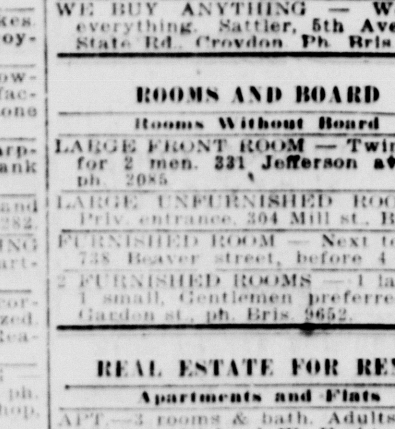 WE BUY ANYTHING — W
everything. Sattler, 5th Ave
State Rd., Croydon Ph. Bris
ROOMS AND BOARD
Rooms Without Board
LARGE FRONT ROOM — Twin
for 2 men. 331 Jefferson av
ph. 2085.
LARGE UNFURNISHED ROO
Priv. entrance. 304 Mill st., B
FURNISHED ROOM — Next to
738 Beaver street, before 4
2 FURNISHED ROOMS — 1 la
1 small, Gentlemen preferre
Garden st., ph. Bris. 9652.
REAL ESTATE FOR RE
Apartments and Flats
APT.—3 rooms & bath. Adults